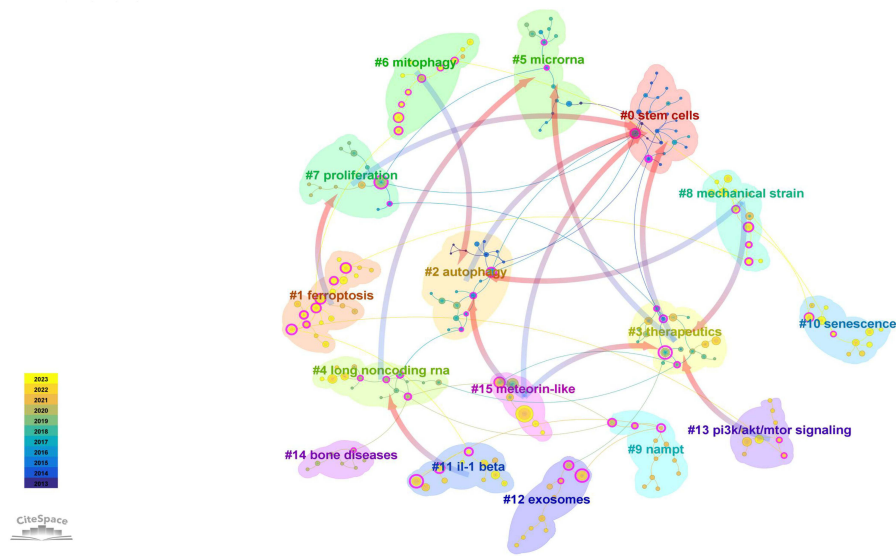 #5 microrna
#6 mitophagy
#0 stem cells
#7 proliferation
#8 mechanical strain
#2 autophagy
#1 ferroptosis
#10 senescence
#3 therapeutics
#4 long noncoding rna
#15 meteorin-like
#13 pi3k/akt/mtor signaling
#9 nampt
#14 bone diseases
#11 il-1 beta
#12 exosomes
2023
2022
2021
2020
2019
2018
2017
2016
2015
2014
2013
CiteSpace